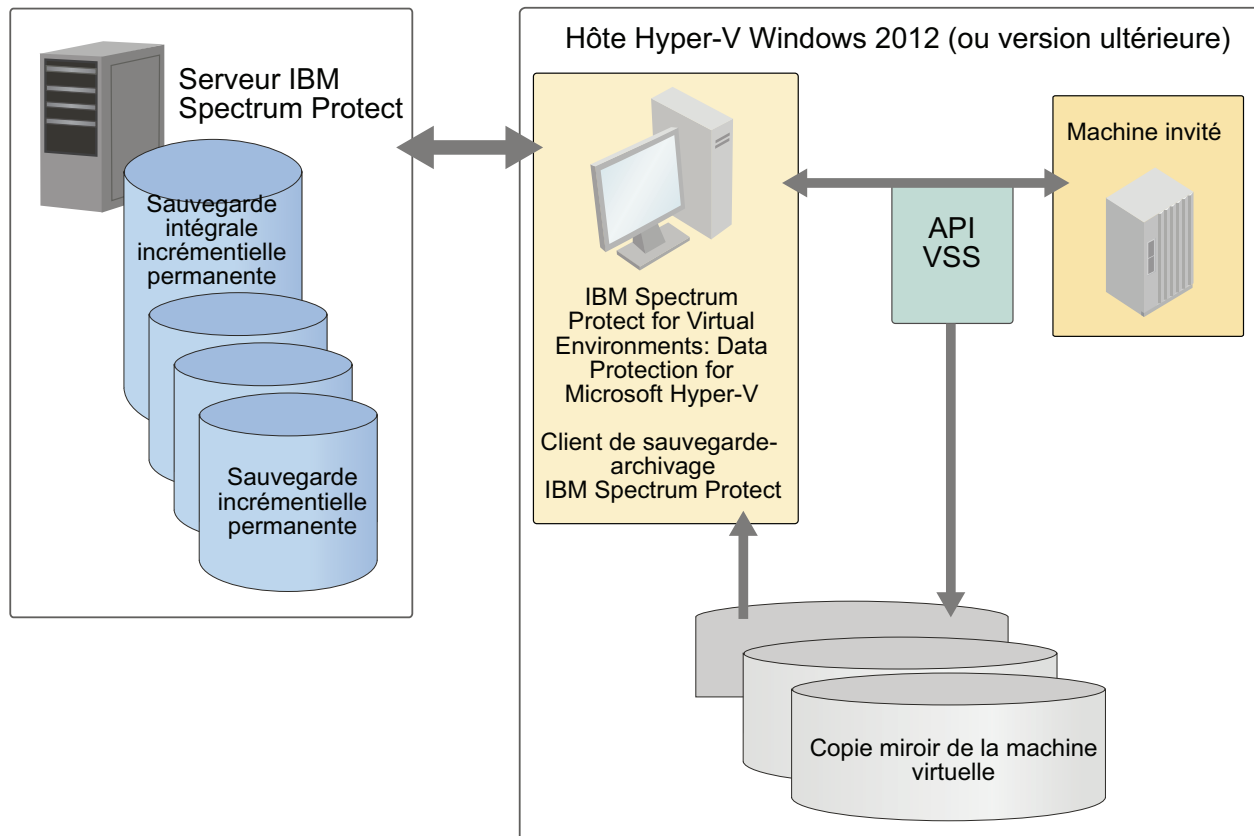 Serveur IBM
Spectrum Protect
Sauvegarde
intégrale
incrémentielle
permanente
Sauvegarde
incrémentielle
permanente
Hôte Hyper-V Windows 2012 (ou version ultérieure)
IBM Spectrum
Protect for Virtual
Environments: Data
Protection for
Microsoft Hyper-V
Client de sauvegarde-
archivage
IBM Spectrum Protect
API
VSS
Machine invité
Copie miroir de la machine
virtuelle